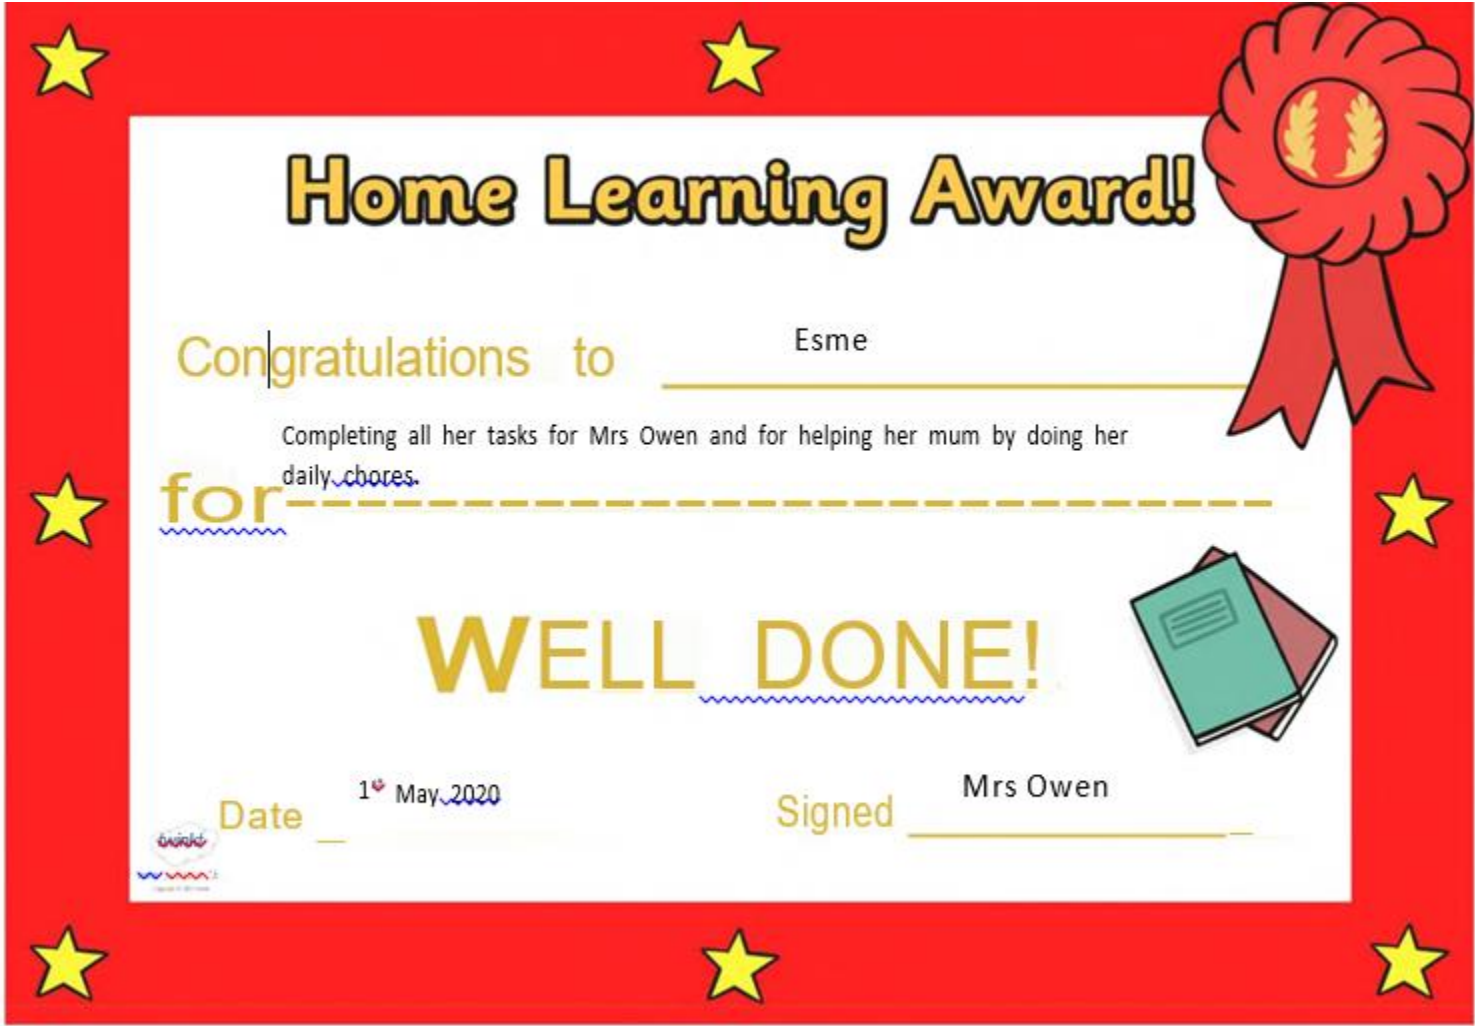 Home Learning Award!
Congratulations to Esme
Completing all her tasks for Mrs Owen and for helping her mum by doing her
daily chores.
for
WELL DONE!
1st May 2020
Mrs Owen
Date
Signed
twinkl